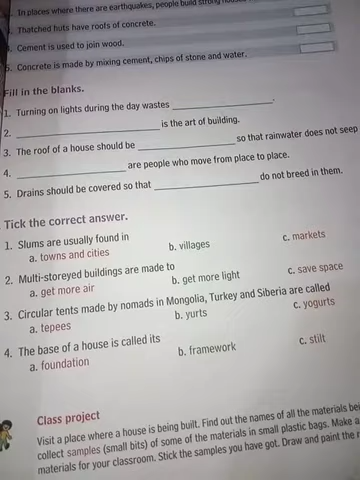 In places where there are earthquakes, people build strong houses
Thatched huts have roofs of concrete.
4. Cement is used to join wood.
5. Concrete is made by mixing cement, chips of stone and water.
Fill in the blanks.
1. Turning on lights during the day wastes ____________________.
2. ____________________ is the art of building.
3. The roof of a house should be ____________________ so that rainwater does not seep
4. ____________________ are people who move from place to place.
5. Drains should be covered so that ____________________ do not breed in them.
Tick the correct answer.
1. Slums are usually found in
a. towns and cities b. villages c. markets
2. Multi-storeyed buildings are made to
a. get more air b. get more light c. save space
3. Circular tents made by nomads in Mongolia, Turkey and Siberia are called
a. tepees b. yurts c. yogurts
4. The base of a house is called its
a. foundation b. framework c. stilt
Class project
Visit a place where a house is being built. Find out the names of all the materials
collect samples (small bits) of some of the materials in small plastic bags. Make a
materials for your classroom. Stick the samples you have got. Draw and paint the